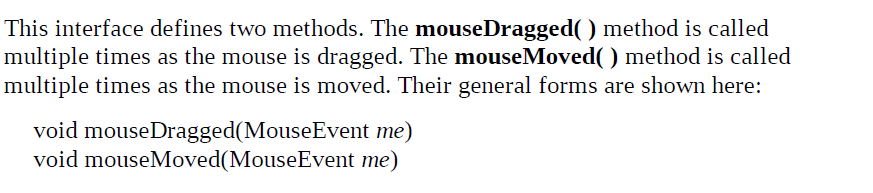 This interface defines two methods. The mouseDragged( ) method is called
multiple times as the mouse is dragged. The mouseMoved( ) method is called
multiple times as the mouse is moved. Their general forms are shown here:
void mouseDragged(MouseEvent me)
void mouseMoved(MouseEvent me)